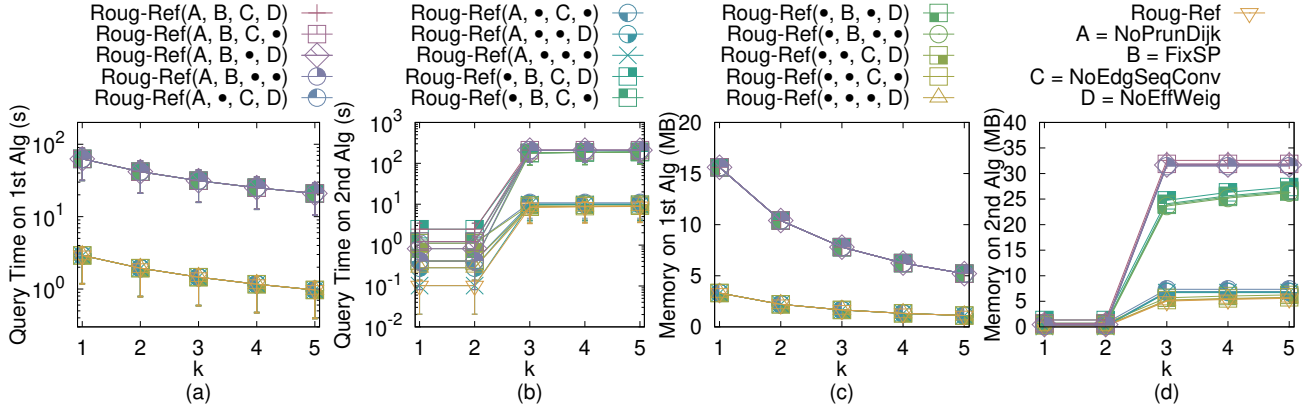 Roug-Ref(A, B, C, D)
Roug-Ref(A, B, C, •)
Roug-Ref(A, B, •, D)
Roug-Ref(A, B, •, •)
Roug-Ref(A, •, C, D)
Roug-Ref(A, •, C, •)
Roug-Ref(A, •, •, D)
Roug-Ref(A, •, •, •)
Roug-Ref(•, B, C, D)
Roug-Ref(•, B, C, •)
Roug-Ref(•, B, •, D)
Roug-Ref(•, B, •, •)
Roug-Ref(•, •, C, D)
Roug-Ref(•, •, C, •)
Roug-Ref(•, •, •, D)
Roug-Ref
A = NoPrunDijk
B = FixSP
C = NoEdgSeqConv
D = NoEffWeig
Query Time on 1st Alg (s)
10^2
10^1
10^0
1 2 3 4 5
k
(a)
Query Time on 2nd Alg (s)
10^3
10^2
10^1
10^0
10^-1
10^-2
1 2 3 4 5
k
(b)
Memory on 1st Alg (MB)
20
15
10
5
0
1 2 3 4 5
k
(c)
Memory on 2nd Alg (MB)
40
35
30
25
20
15
10
5
0
1 2 3 4 5
k
(d)